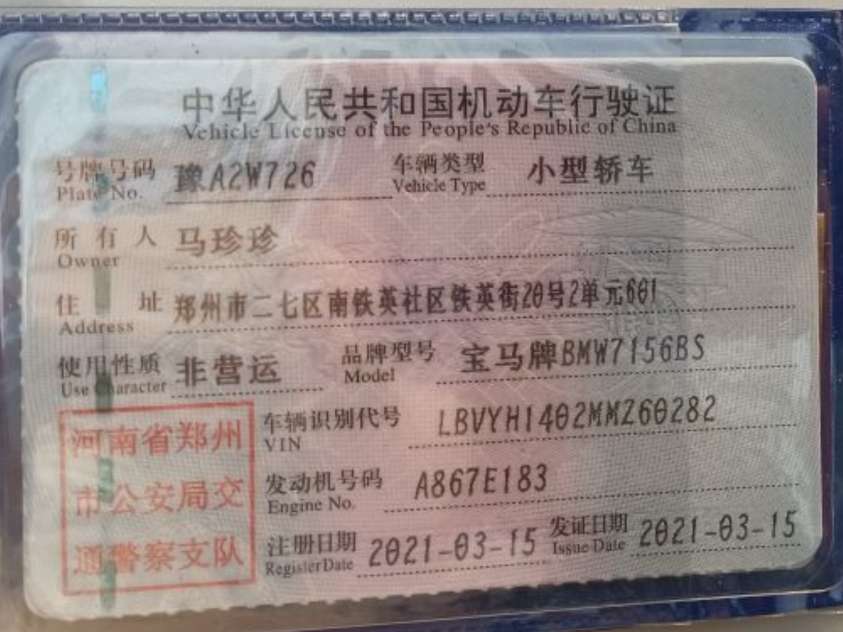 中华人民共和国机动车行驶证
Vehicle License of the People's Republic of China
号牌号码 豫A2W726 车辆类型 小型轿车
Plate No. Vehicle Type
所有人 马珍珍
Owner
住址 郑州市二七区南铁英社区铁英街20号2单元601
Address
使用性质 非营运 品牌型号 宝马牌BMW7156BS
Use Character Model
车辆识别代号 LBVYH1402MMZ60282
VIN
发动机号码 A867E183
Engine No.
注册日期 2021-03-15 发证日期 2021-03-15
Register Date Issue Date
河南省郑州
市公安局交
通警察支队